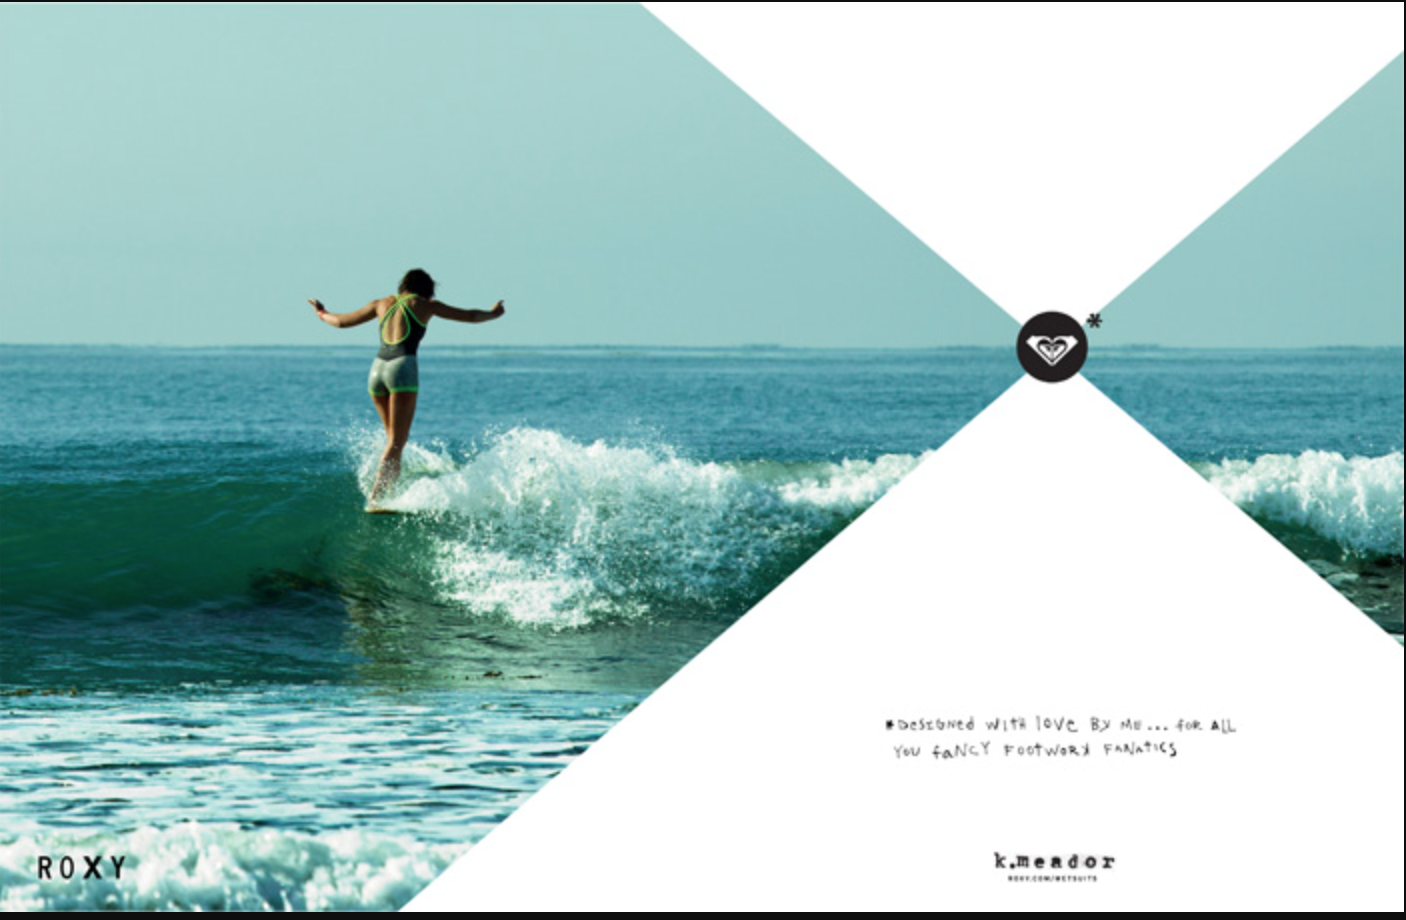 *
*DESIGNED WITH LOVE BY ME... FOR ALL
YOU FANCY FOOTWORK FANATICS
ROXY
k.meador
ROXY.COM/WETSUITS